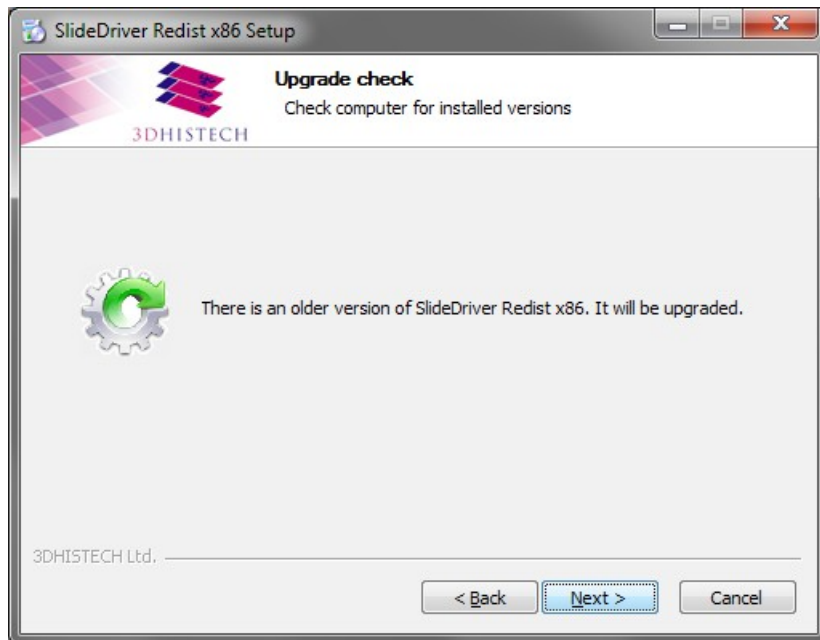 SlideDriver Redist x86 Setup
Upgrade check
Check computer for installed versions
3DHISTECH
There is an older version of SlideDriver Redist x86. It will be upgraded.
3DHISTECH Ltd.
< Back
Next >
Cancel